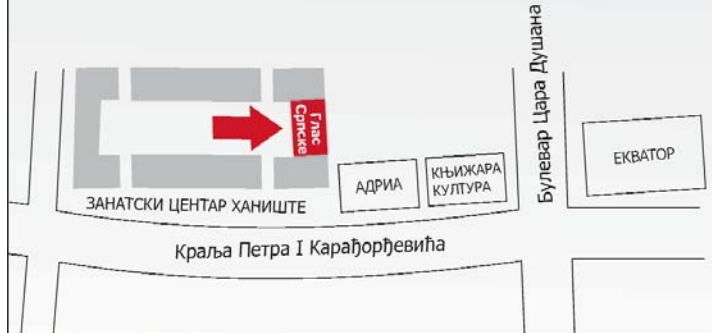 Булевар Цара Душана
Глас
Српске
ЕКВАТОР
АДРИА
КЊИЖАРА
КУЛТУРА
ЗАНАТСКИ ЦЕНТАР ХАНИШТЕ
Краља Петра I Карађорђевића